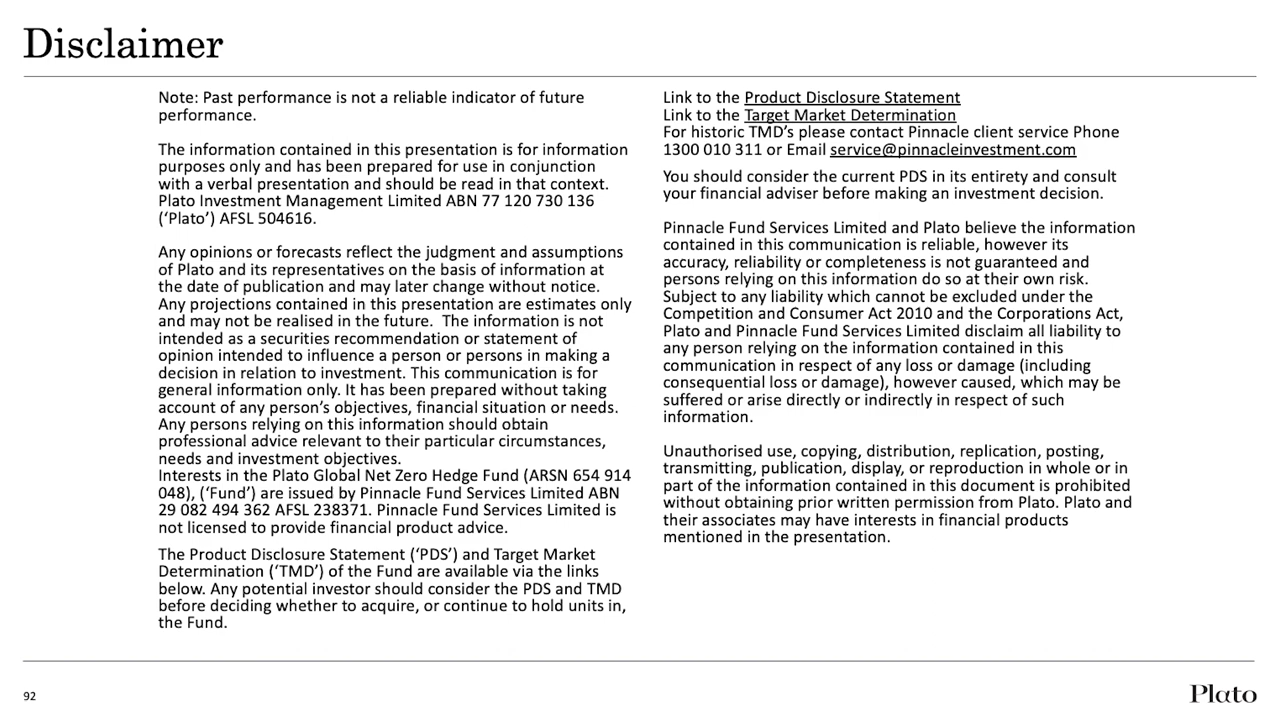 Disclaimer
Note: Past performance is not a reliable indicator of future
performance.
The information contained in this presentation is for information
purposes only and has been prepared for use in conjunction
with a verbal presentation and should be read in that context.
Plato Investment Management Limited ABN 77 120 730 136
(‘Plato’) AFSL 504616.
Any opinions or forecasts reflect the judgment and assumptions
of Plato and its representatives on the basis of information at
the date of publication and may later change without notice.
Any projections contained in this presentation are estimates only
and may not be realised in the future.  The information is not
intended as a securities recommendation or statement of
opinion intended to influence a person or persons in making a
decision in relation to investment. This communication is for
general information only. It has been prepared without taking
account of any person’s objectives, financial situation or needs.
Any persons relying on this information should obtain
professional advice relevant to their particular circumstances,
needs and investment objectives.
Interests in the Plato Global Net Zero Hedge Fund (ARSN 654 914
048), (‘Fund’) are issued by Pinnacle Fund Services Limited ABN
29 082 494 362 AFSL 238371. Pinnacle Fund Services Limited is
not licensed to provide financial product advice.
The Product Disclosure Statement (‘PDS’) and Target Market
Determination (‘TMD’) of the Fund are available via the links
below. Any potential investor should consider the PDS and TMD
before deciding whether to acquire, or continue to hold units in,
the Fund.
Link to the Product Disclosure Statement
Link to the Target Market Determination
For historic TMD’s please contact Pinnacle client service Phone
1300 010 311 or Email service@pinnacleinvestment.com
You should consider the current PDS in its entirety and consult
your financial adviser before making an investment decision.
Pinnacle Fund Services Limited and Plato believe the information
contained in this communication is reliable, however its
accuracy, reliability or completeness is not guaranteed and
persons relying on this information do so at their own risk.
Subject to any liability which cannot be excluded under the
Competition and Consumer Act 2010 and the Corporations Act,
Plato and Pinnacle Fund Services Limited disclaim all liability to
any person relying on the information contained in this
communication in respect of any loss or damage (including
consequential loss or damage), however caused, which may be
suffered or arise directly or indirectly in respect of such
information.
Unauthorised use, copying, distribution, replication, posting,
transmitting, publication, display, or reproduction in whole or in
part of the information contained in this document is prohibited
without obtaining prior written permission from Plato. Plato and
their associates may have interests in financial products
mentioned in the presentation.
92
Plato